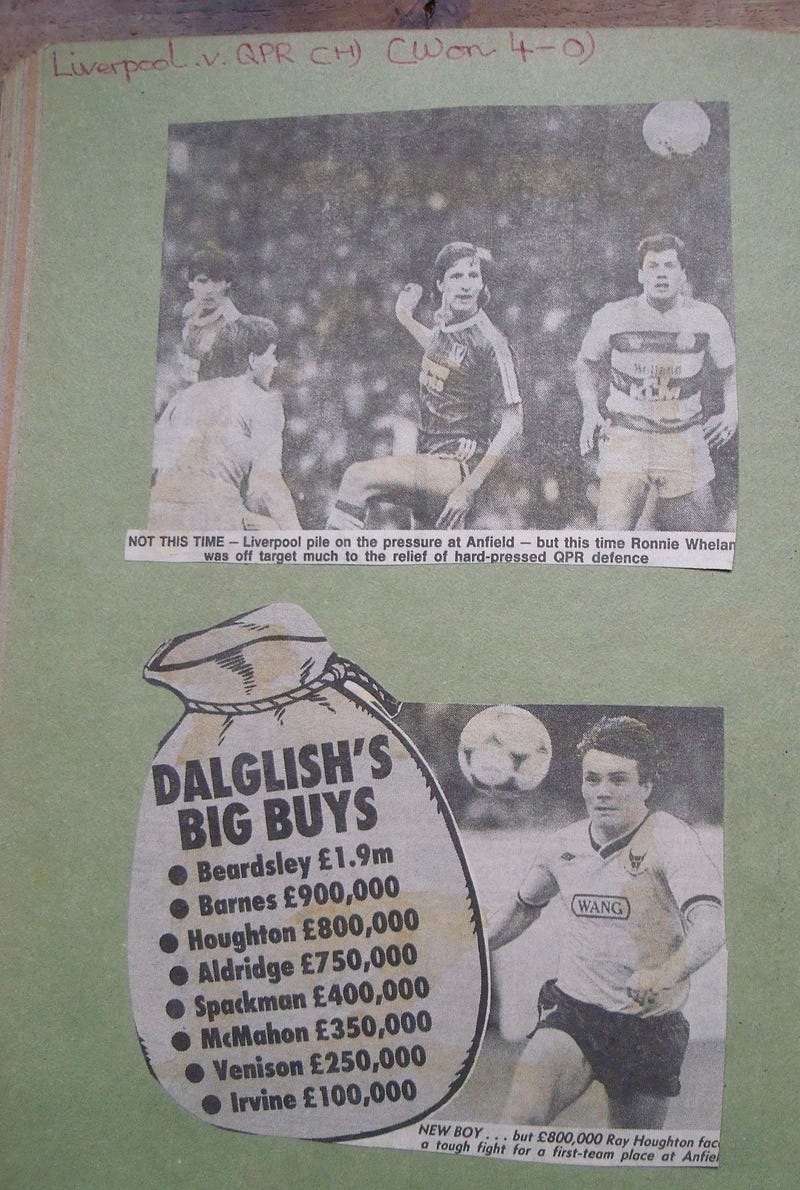 Liverpool .v. QPR (H) (Won 4-0)
NOT THIS TIME — Liverpool pile on the pressure at Anfield — but this time Ronnie Whelan
was off target much to the relief of hard-pressed QPR defence
DALGLISH'S
BIG BUYS
● Beardsley £1.9m
● Barnes £900,000
● Houghton £800,000
● Aldridge £750,000
● Spackman £400,000
● McMahon £350,000
● Venison £250,000
● Irvine £100,000
WANG
NEW BOY . . . but £800,000 Ray Houghton fac
a tough fight for a first-team place at Anfiel